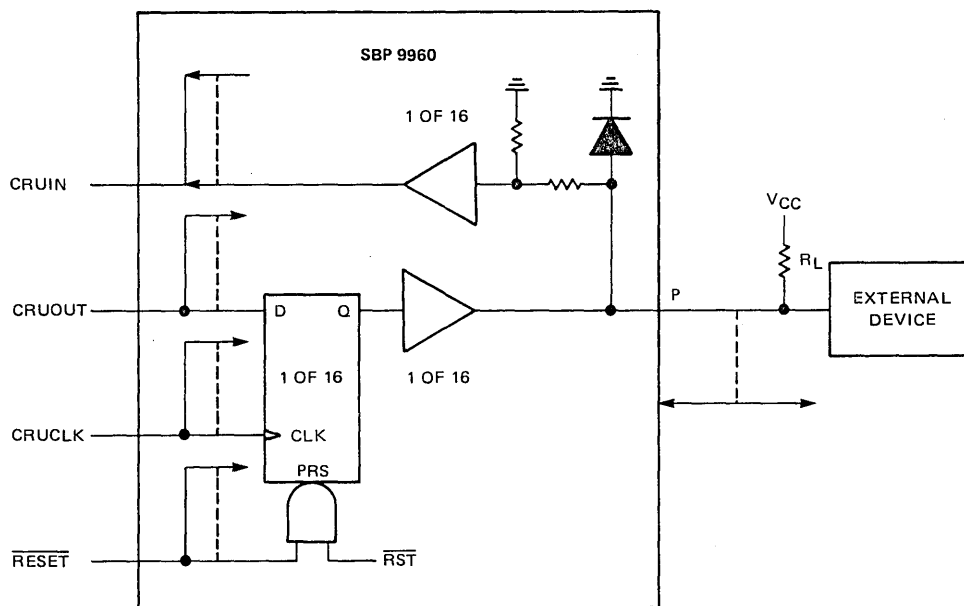 SBP 9960
1 OF 16
CRUIN
VCC
RL
P
EXTERNAL
DEVICE
CRUOUT
D Q
1 OF 16
1 OF 16
CRUCLK
CLK
PRS
RESET
RST